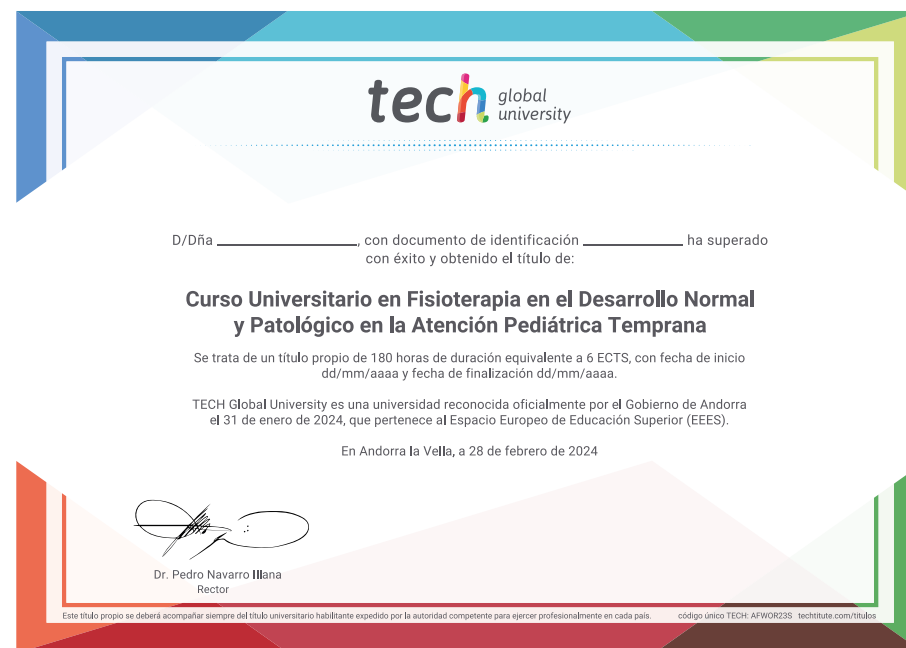 tech global
university
D/Dña ____________, con documento de identificación ____________ ha superado
con éxito y obtenido el título de:
Curso Universitario en Fisioterapia en el Desarrollo Normal
y Patológico en la Atención Pediátrica Temprana
Se trata de un título propio de 180 horas de duración equivalente a 6 ECTS, con fecha de inicio
dd/mm/aaaa y fecha de finalización dd/mm/aaaa.
TECH Global University es una universidad reconocida oficialmente por el Gobierno de Andorra
el 31 de enero de 2024, que pertenece al Espacio Europeo de Educación Superior (EEES).
En Andorra la Vella, a 28 de febrero de 2024
Dr. Pedro Navarro Illana
Rector
Este título propio se deberá acompañar siempre del título universitario habilitante expedido por la autoridad competente para ejercer profesionalmente en cada país. código único TECH: AFWOR23S techtitute.com/titulos